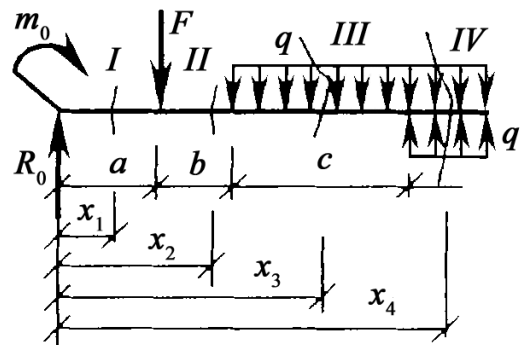 m₀ I F II q III IV
R₀ a b c q
x₁
x₂
x₃
x₄